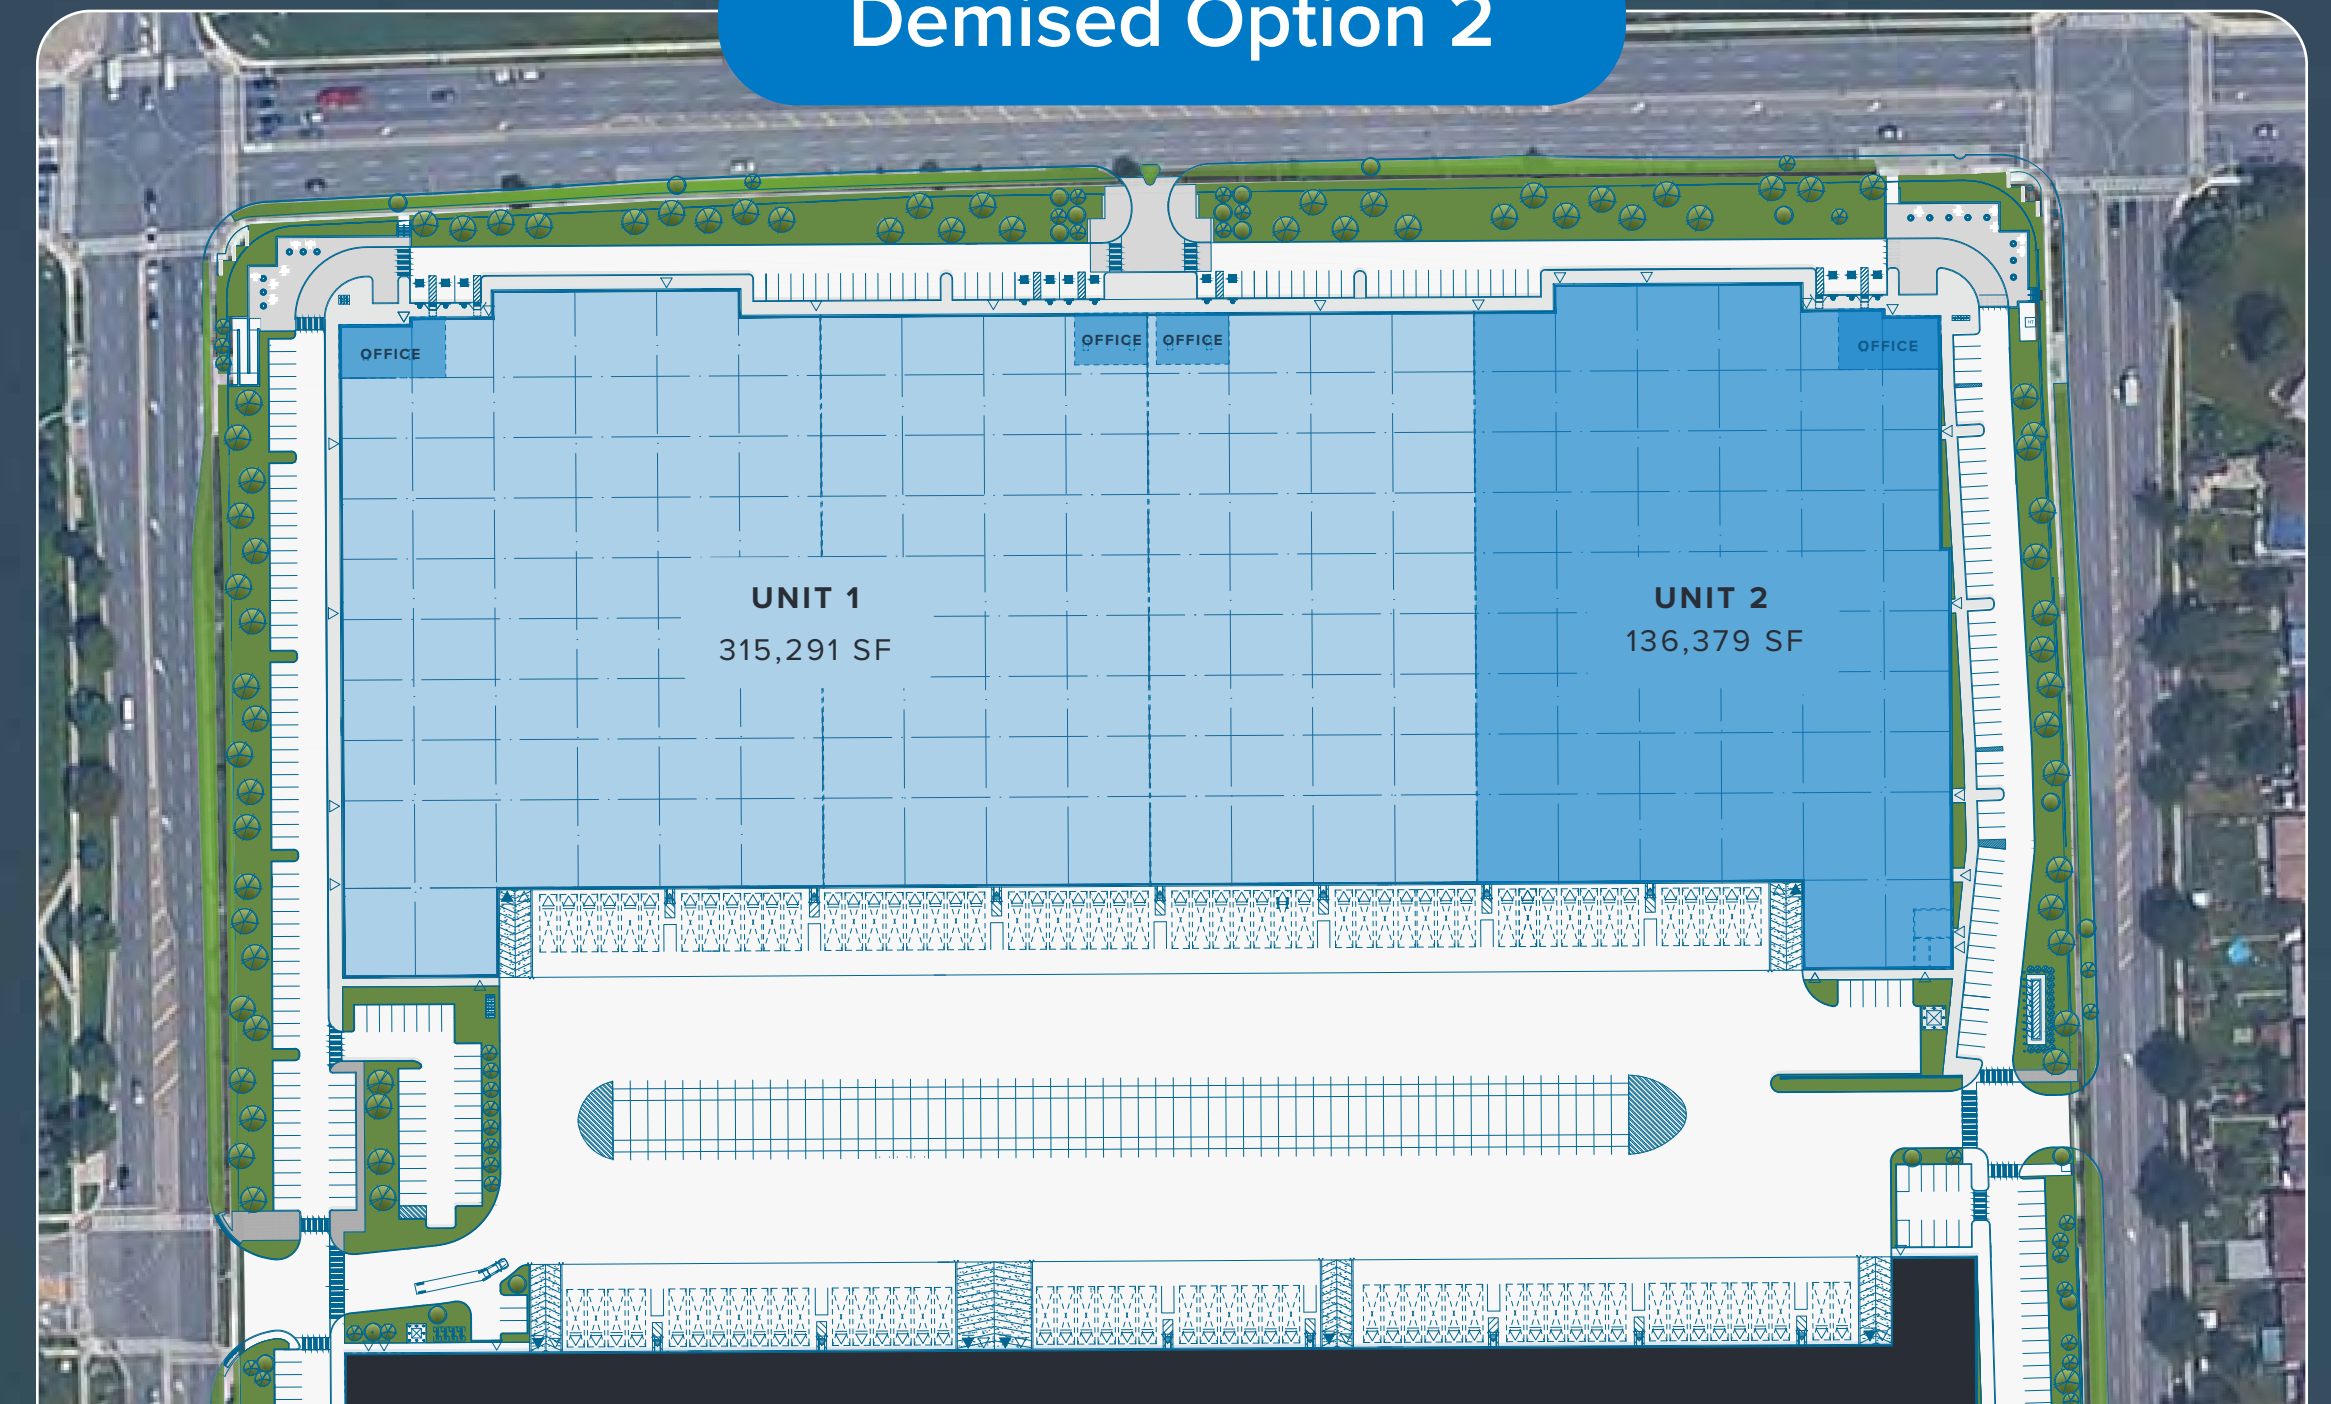 Demised Option 2
OFFICE
OFFICE
OFFICE
OFFICE
UNIT 1
315,291 SF
UNIT 2
136,379 SF